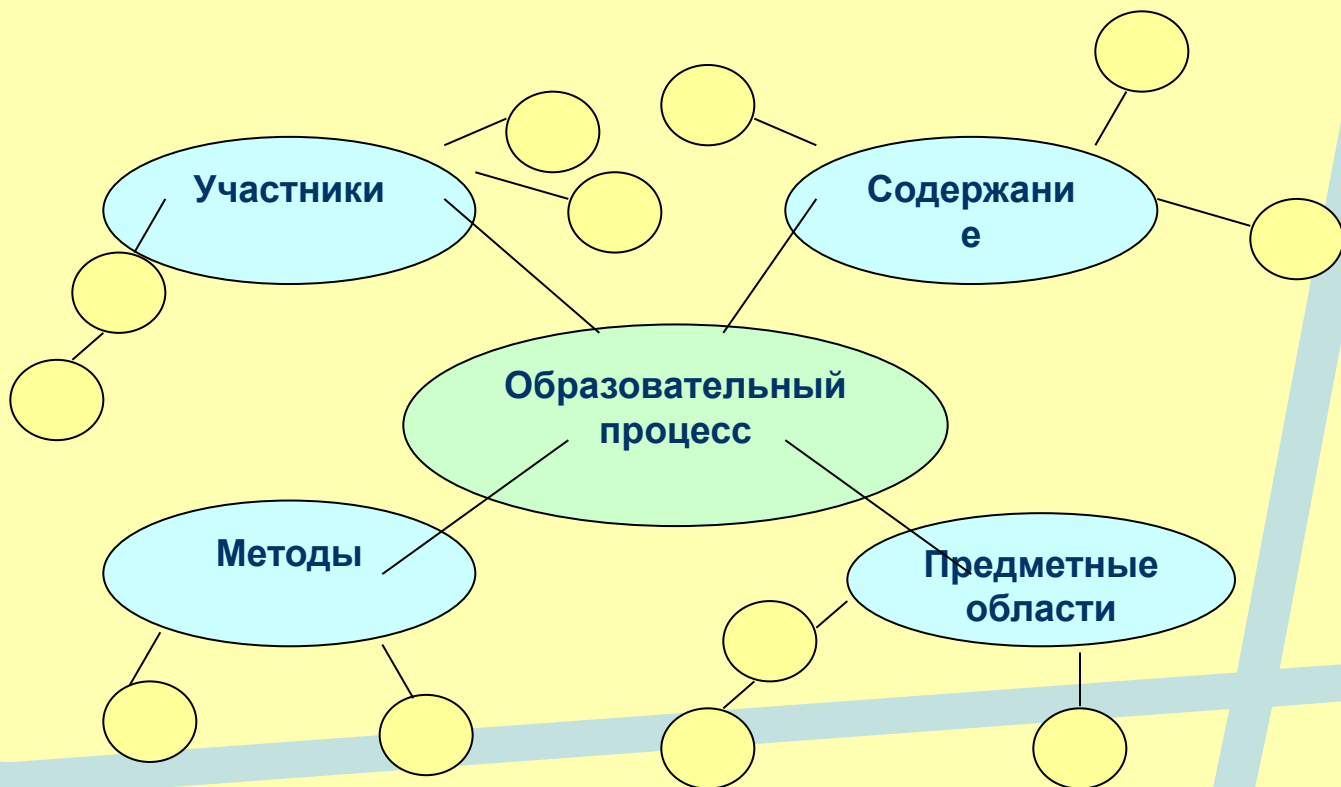 Участники
Содержани
е
Образовательный
процесс
Методы
Предметные
области